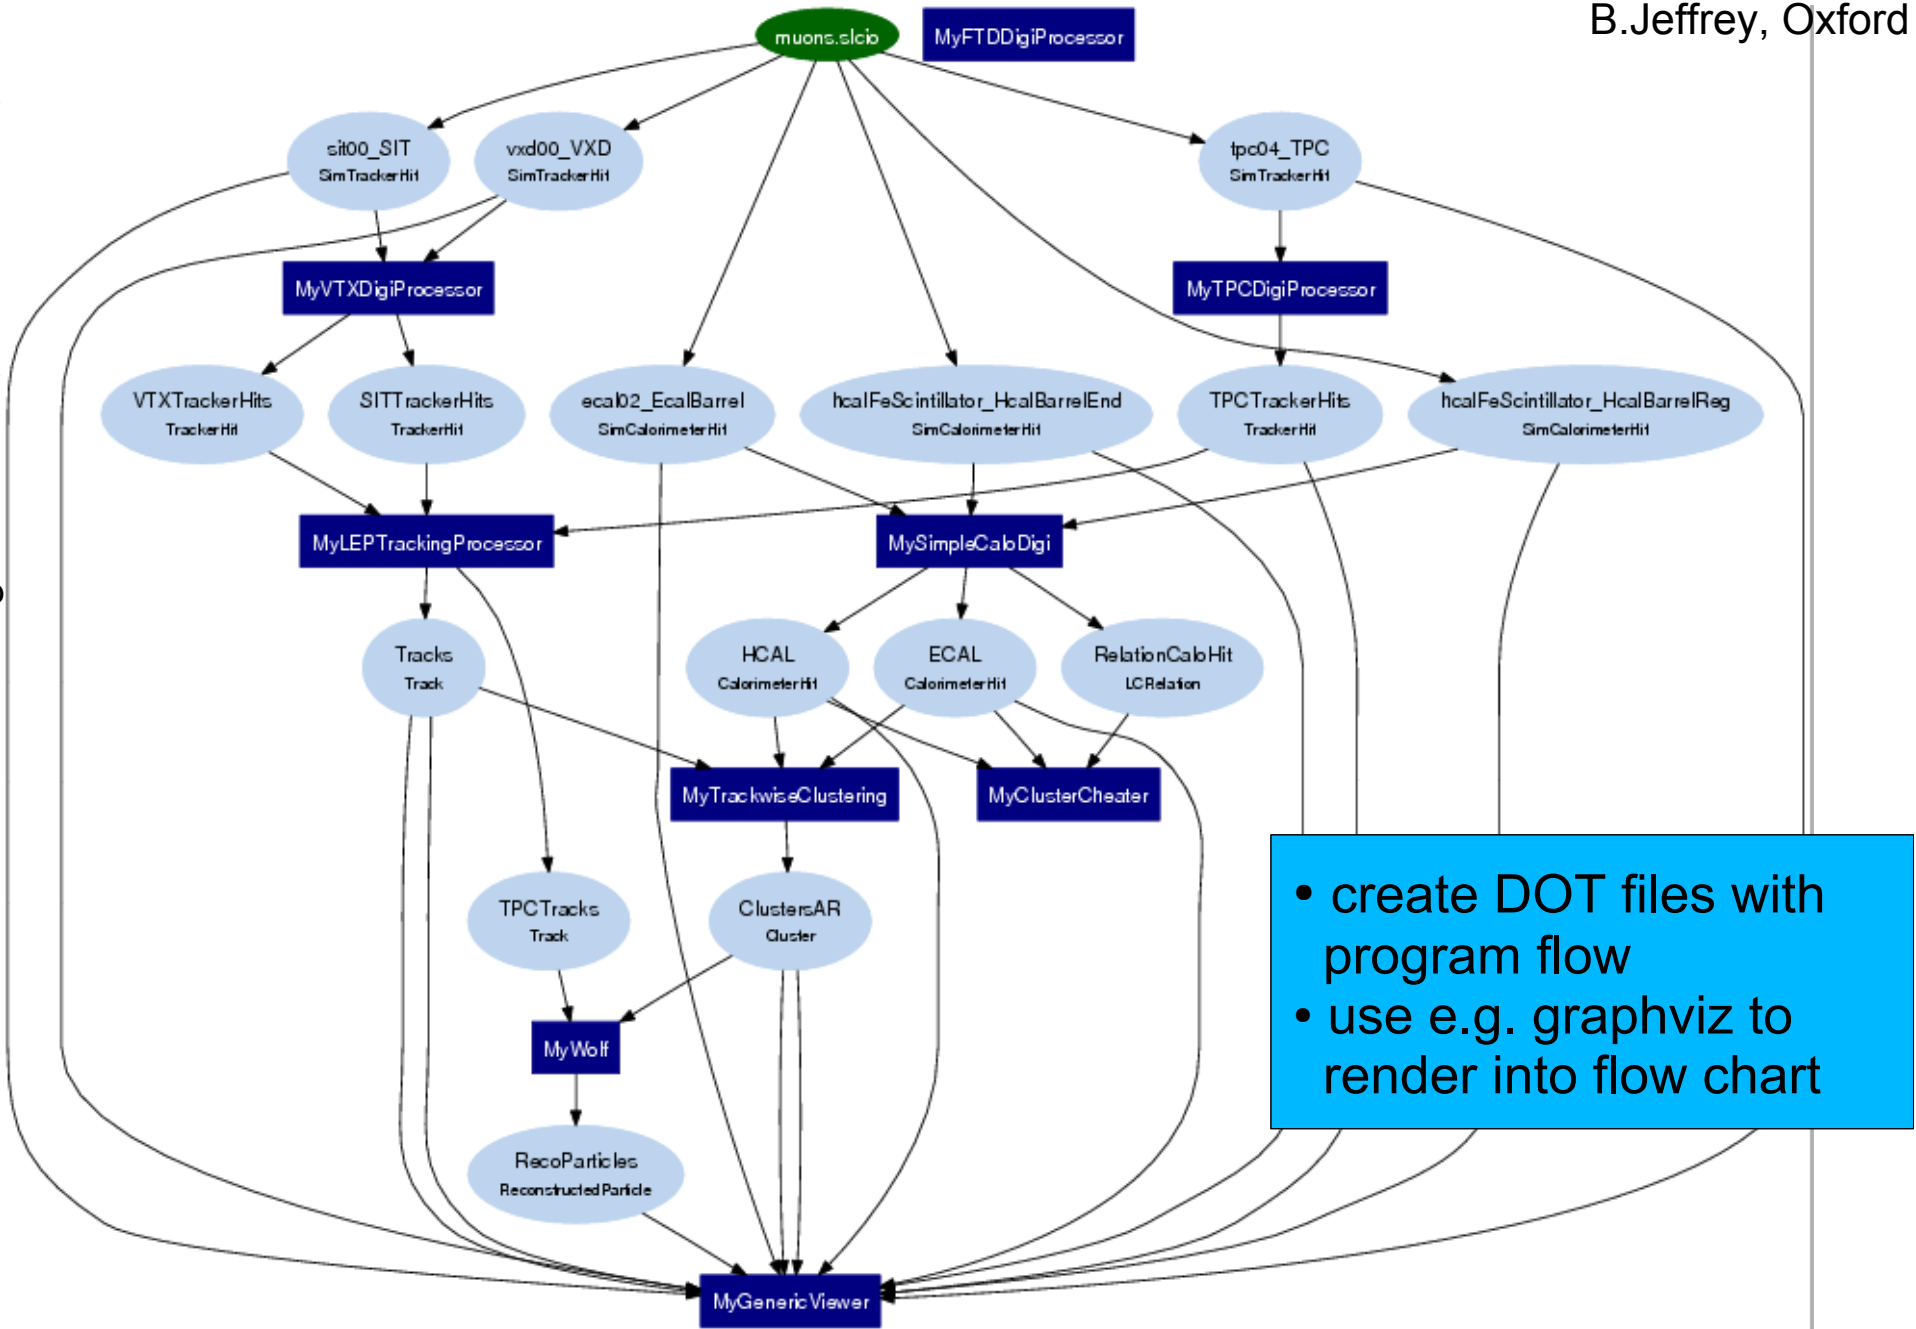 B.Jeffrey, Oxford
muons.slcio
MyFTDDigiProcessor
sit00_SIT
SimTrackerHit
vxd00_VXD
SimTrackerHit
tpc04_TPC
SimTrackerHit
MyVTXDigiProcessor
MyTPCDigiProcessor
VTXTrackerHits
TrackerHit
SITTrackerHits
TrackerHit
ecal02_EcalBarrel
SimCalorimeterHit
hcalFeScintillator_HcalBarrelEnd
SimCalorimeterHit
TPCTrackerHits
TrackerHit
hcalFeScintillator_HcalBarrelReg
SimCalorimeterHit
MyLEPTrackingProcessor
MySimpleCaloDigi
Tracks
Track
HCAL
CalorimeterHit
ECAL
CalorimeterHit
RelationCaloHit
LCRelation
MyTrackwiseClustering
MyClusterCheater
TPCTracks
Track
ClustersAR
Cluster
• create DOT files with
program flow
• use e.g. graphviz to
render into flow chart
MyWolf
RecoParticles
ReconstructedParticle
MyGenericViewer